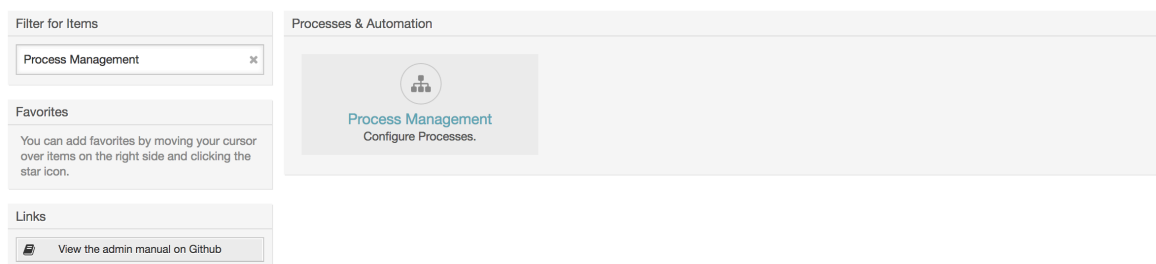 Filter for Items
Process Management
Favorites
You can add favorites by moving your cursor
over items on the right side and clicking the
star icon.
Links
View the admin manual on Github
Processes & Automation
Process Management
Configure Processes.